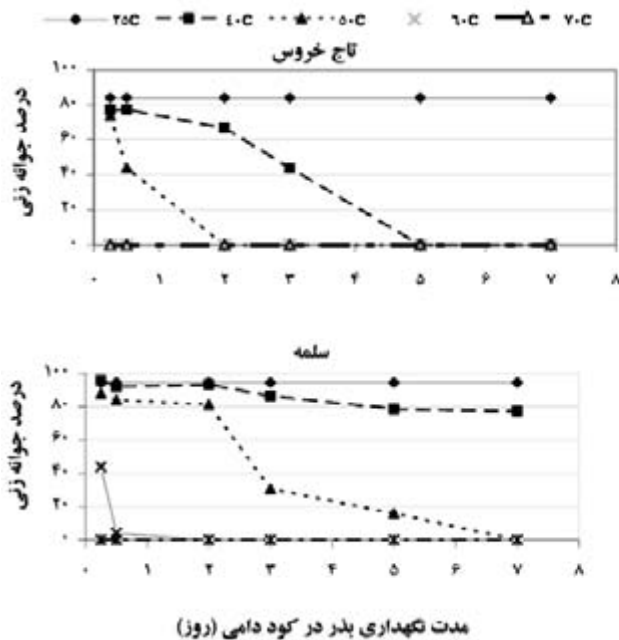 ۲۵C ۴۰C ۵۰C ۶۰C ۷۰C
تاج خروس
درصد جوانه زنی
۱۰۰
۸۰
۶۰
۴۰
۲۰
۰
۰ ۱ ۲ ۳ ۵ ۶ ۷ ۸
سلمه
درصد جوانه زنی
۱۰۰
۸۰
۶۰
۴۰
۲۰
۰
۰ ۱ ۲ ۳ ۴ ۵ ۶ ۷ ۸
مدت نگهداری بذر در کود دامی (روز)